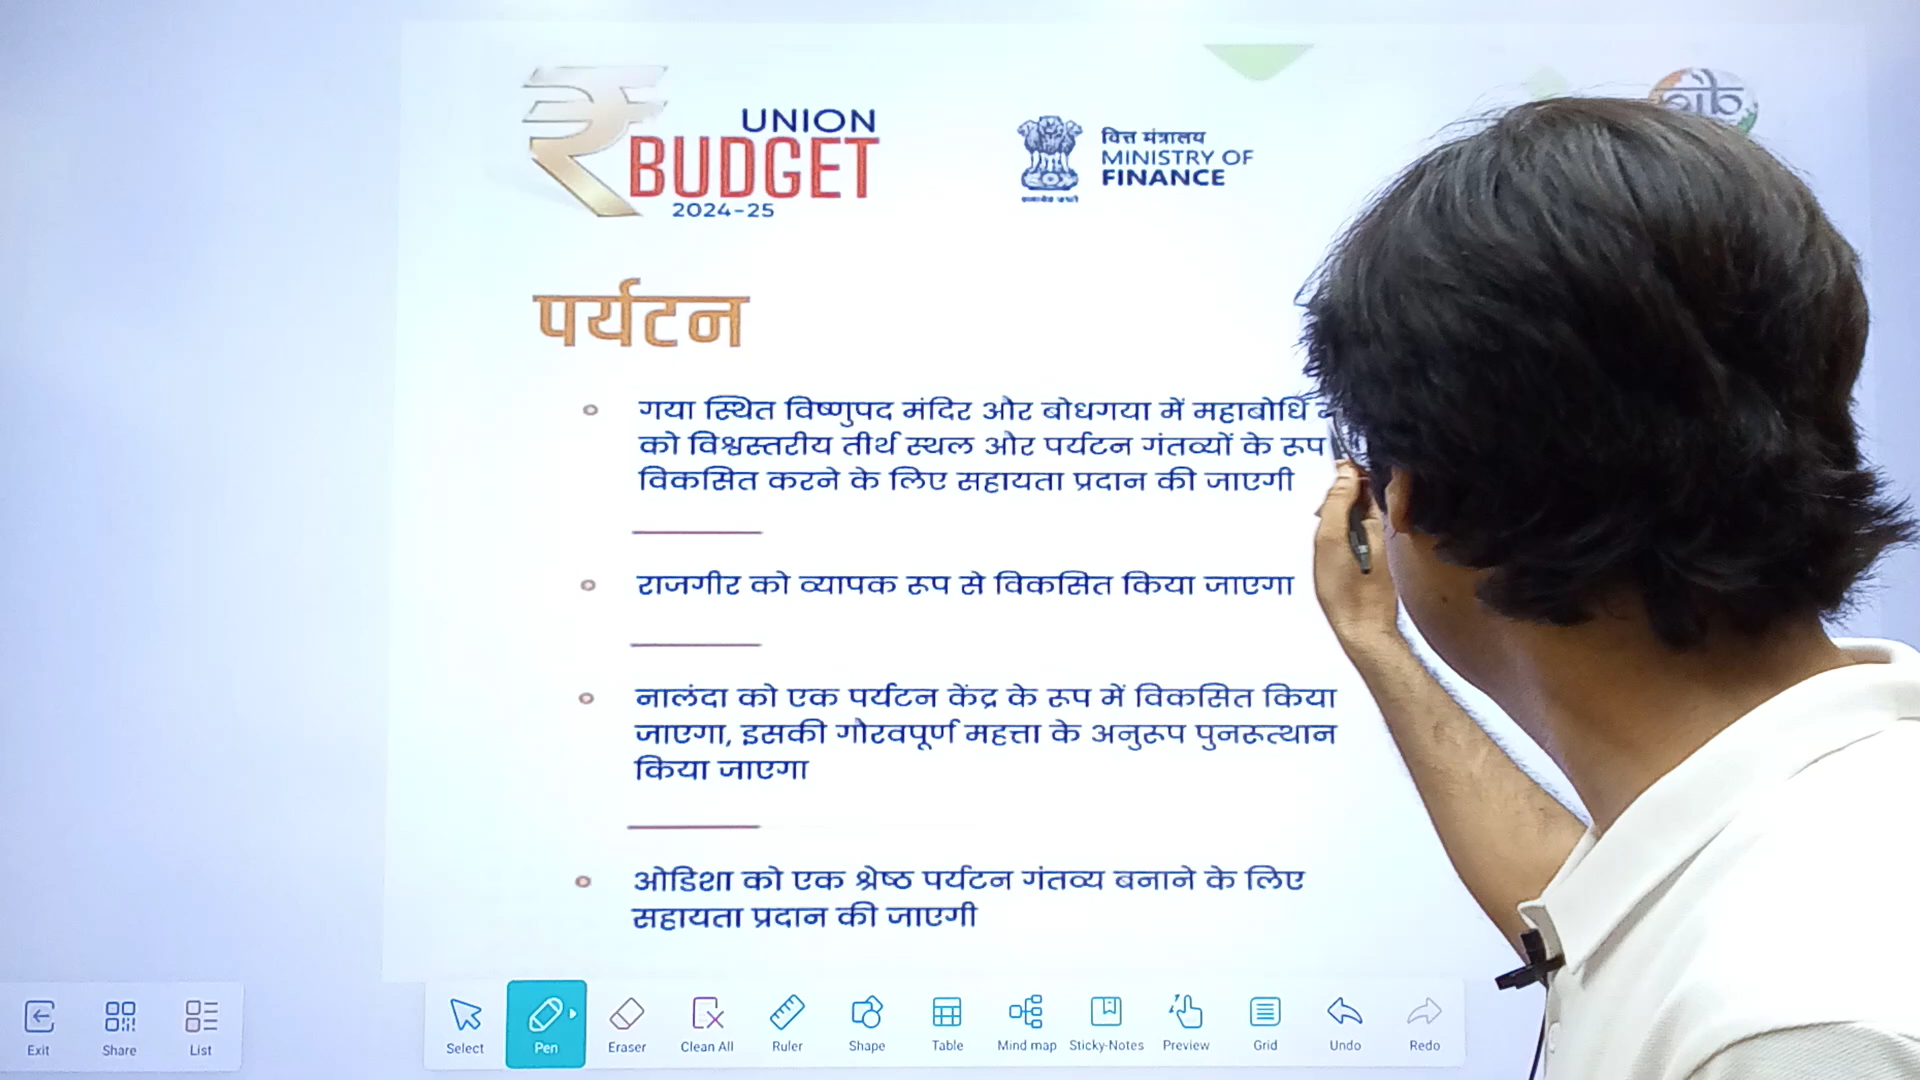 UNION
BUDGET
2024-25
वित्त मंत्रालय
MINISTRY OF
FINANCE
पर्यटन
गया स्थित विष्णुपद मंदिर और बोधगया में महाबोधि
को विश्वस्तरीय तीर्थ स्थल और पर्यटन गंतव्यों के रूप
विकसित करने के लिए सहायता प्रदान की जाएगी
राजगीर को व्यापक रूप से विकसित किया जाएगा
नालंदा को एक पर्यटन केंद्र के रूप में विकसित किया
जाएगा, इसकी गौरवपूर्ण महत्ता के अनुरूप पुनरूत्थान
किया जाएगा
ओडिशा को एक श्रेष्ठ पर्यटन गंतव्य बनाने के लिए
सहायता प्रदान की जाएगी
Exit Share List Select Pen Eraser Clean All Ruler Shape Table Mind map Sticky-Notes Preview Grid Undo Redo